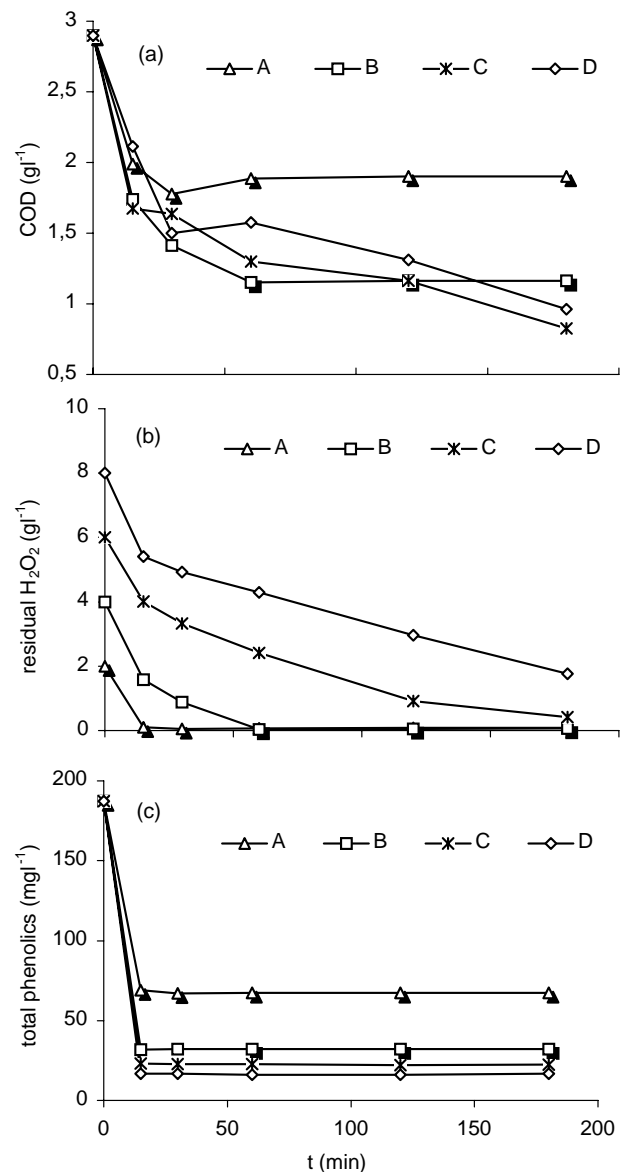 (a)
A B C D
3
2,5
2
1,5
1
0,5
COD (gl⁻¹)
(b)
A B C D
10
8
6
4
2
0
residual H₂O₂ (gl⁻¹)
(c)
A B C D
200
150
100
50
0
total phenolics (mgl⁻¹)
0 50 100 150 200
t (min)